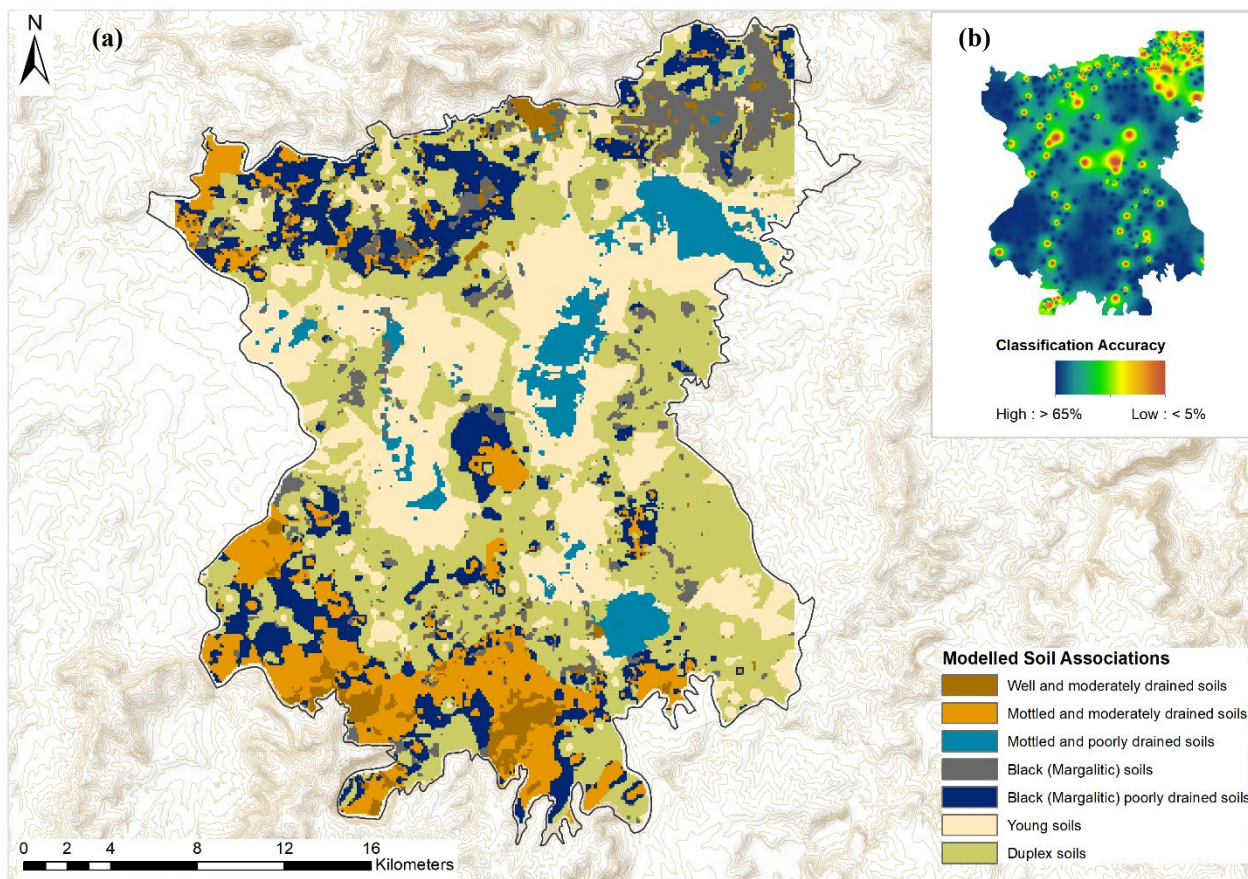 N
(a)
(b)
Classification Accuracy
High : > 65% Low : < 5%
Modelled Soil Associations
Well and moderately drained soils
Mottled and moderately drained soils
Mottled and poorly drained soils
Black (Margalitic) soils
Black (Margalitic) poorly drained soils
Young soils
Duplex soils
0 2 4 8 12 16
Kilometers